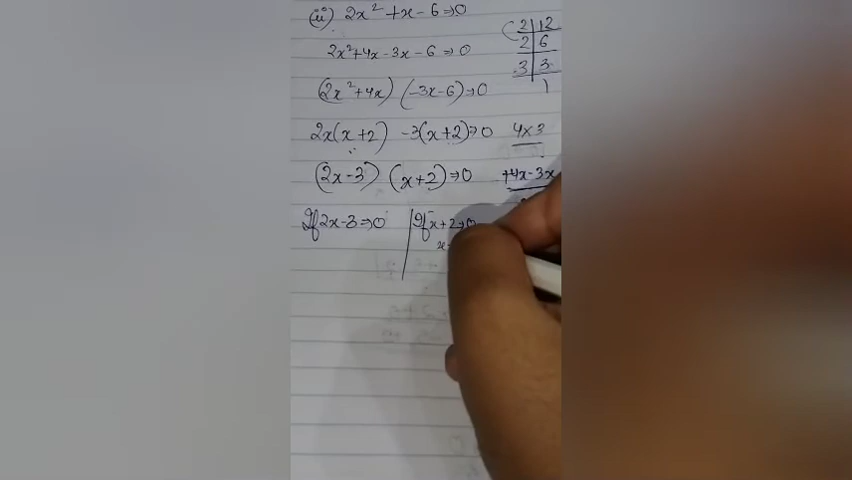 (ii) 2x² + x - 6 ⇒ 0
2x² + 4x - 3x - 6 ⇒ 0
(2x² + 4x) (-3x - 6) ⇒ 0
2x(x + 2) -3(x + 2) ⇒ 0
(2x - 3) (x + 2) ⇒ 0
If 2x - 3 ⇒ 0 | If x + 2 ⇒ 0
x
2 | 12
2 | 6
3 | 3
1
4 x 3
+4x - 3x